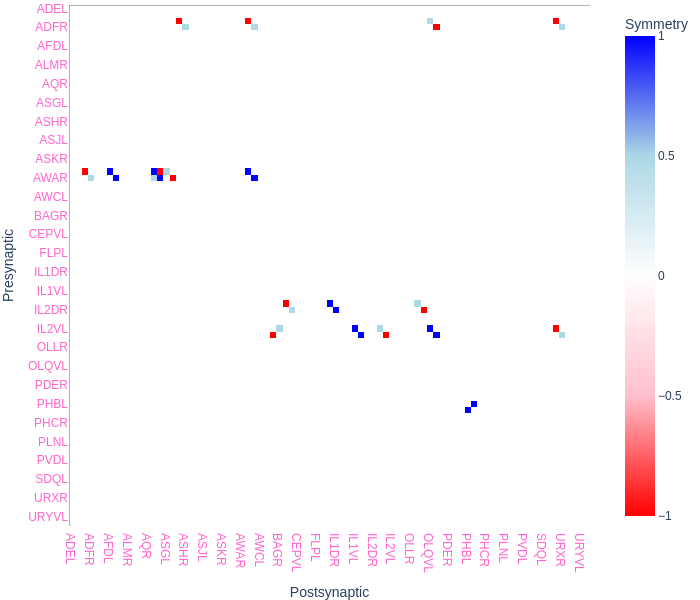 Symmetry
1
0.5
0
−0.5
−1
Presynaptic
ADEL
ADFR
AFDL
ALMR
AQR
ASGL
ASHR
ASJL
ASKR
AWAR
AWCL
BAGR
CEPVL
FLPL
IL1DR
IL1VL
IL2DR
IL2VL
OLLR
OLQVL
PDER
PHBL
PHCR
PLNL
PVDL
SDQL
URXR
URYVL
ADEL
ADFR
AFDL
ALMR
AQR
ASGL
ASHR
ASJL
ASKR
AWAR
AWCL
BAGR
CEPVL
FLPL
IL1DR
IL1VL
IL2DR
IL2VL
OLLR
OLQVL
PDER
PHBL
PHCR
PLNL
PVDL
SDQL
URXR
URYVL
Postsynaptic